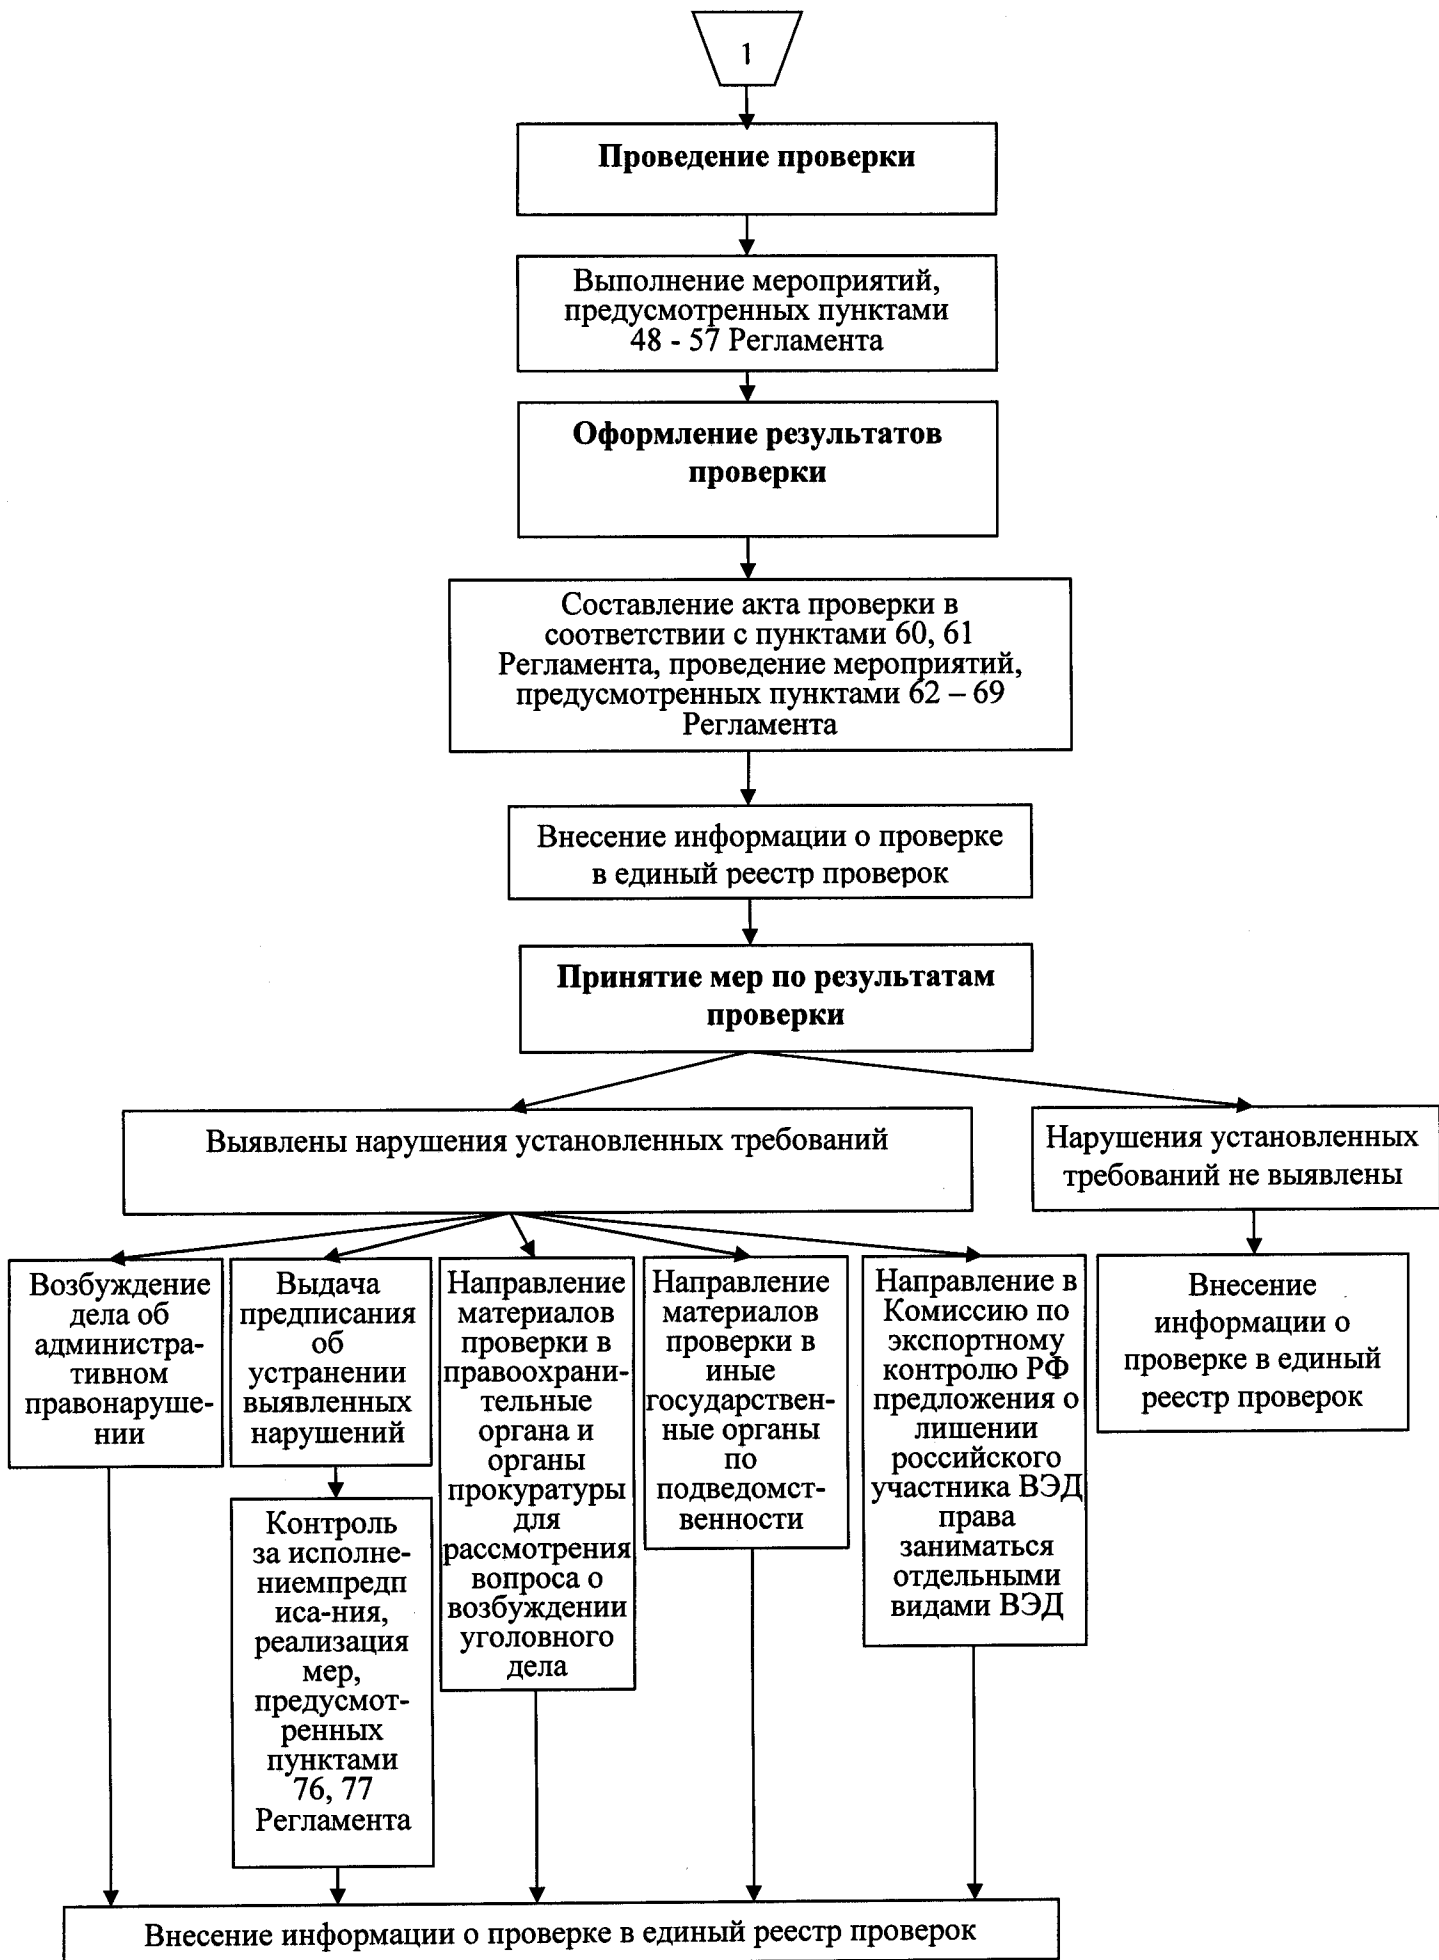 1
Проведение проверки
Выполнение мероприятий,
предусмотренных пунктами
48 - 57 Регламента
Оформление результатов
проверки
Составление акта проверки в
соответствии с пунктами 60, 61
Регламента, проведение мероприятий,
предусмотренных пунктами 62 – 69
Регламента
Внесение информации о проверке
в единый реестр проверок
Принятие мер по результатам
проверки
Выявлены нарушения установленных требований
Нарушения установленных
требований не выявлены
Возбуждение
дела об
администра-
тивном
правонаруше-
нии
Выдача
предписания
об
устранении
выявленных
нарушений
Контроль
за исполне-
ниемпредп
иса-ния,
реализация
мер,
предусмот-
ренных
пунктами
76, 77
Регламента
Направление
материалов
проверки в
правоохрани-
тельные
органа и
органы
прокуратуры
для
рассмотрения
вопроса о
возбуждении
уголовного
дела
Направление
материалов
проверки в
иные
государствен-
ные органы
по
подведомст-
венности
Направление в
Комиссию по
экспортному
контролю РФ
предложения о
лишении
российского
участника ВЭД
права
заниматься
отдельными
видами ВЭД
Внесение
информации о
проверке в единый
реестр проверок
Внесение информации о проверке в единый реестр проверок